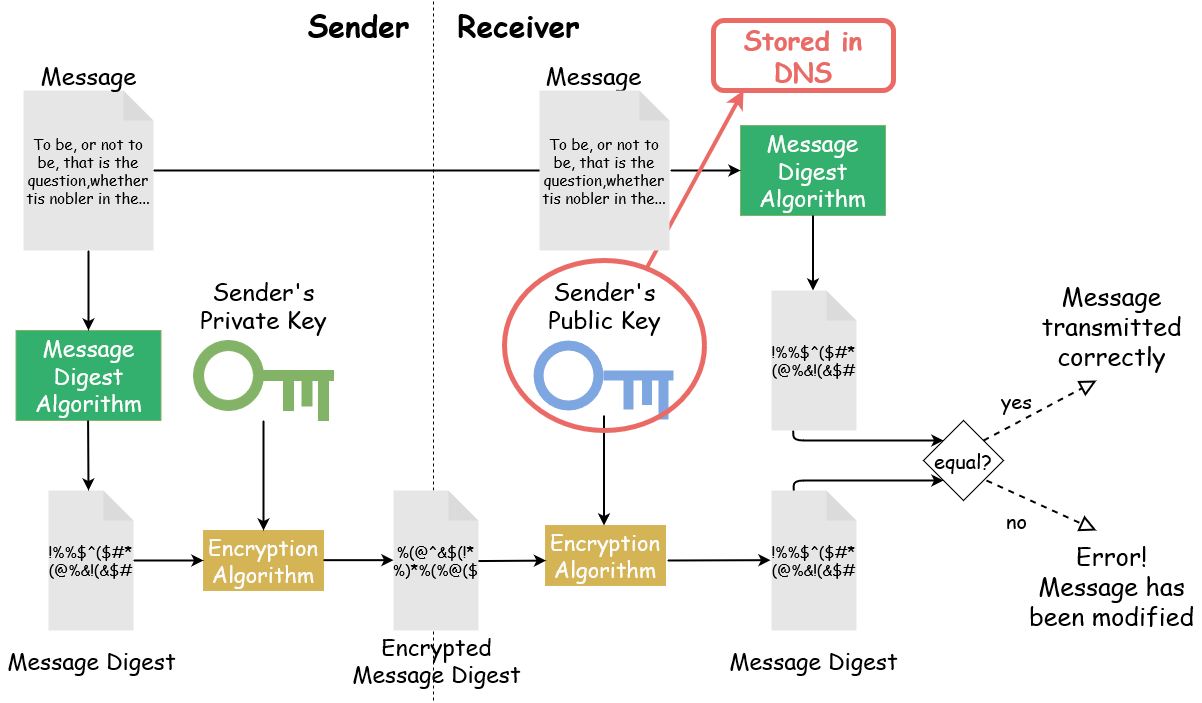 Sender
Receiver
Stored in
DNS
Message
To be, or not to
be, that is the
question,whether
tis nobler in the...
Message
To be, or not to
be, that is the
question,whether
tis nobler in the...
Message
Digest
Algorithm
Sender's
Private Key
Sender's
Public Key
Message
Digest
Algorithm
!%%$^($#*
(@%&!(&$#
Message
transmitted
correctly
yes
equal?
no
!%%$^($#*
(@%&!(&$#
Encryption
Algorithm
%(@^&$(!*
%)*%(%@($
Encryption
Algorithm
!%%$^($#*
(@%&!(&$#
Error!
Message has
been modified
Message Digest
Encrypted
Message Digest
Message Digest